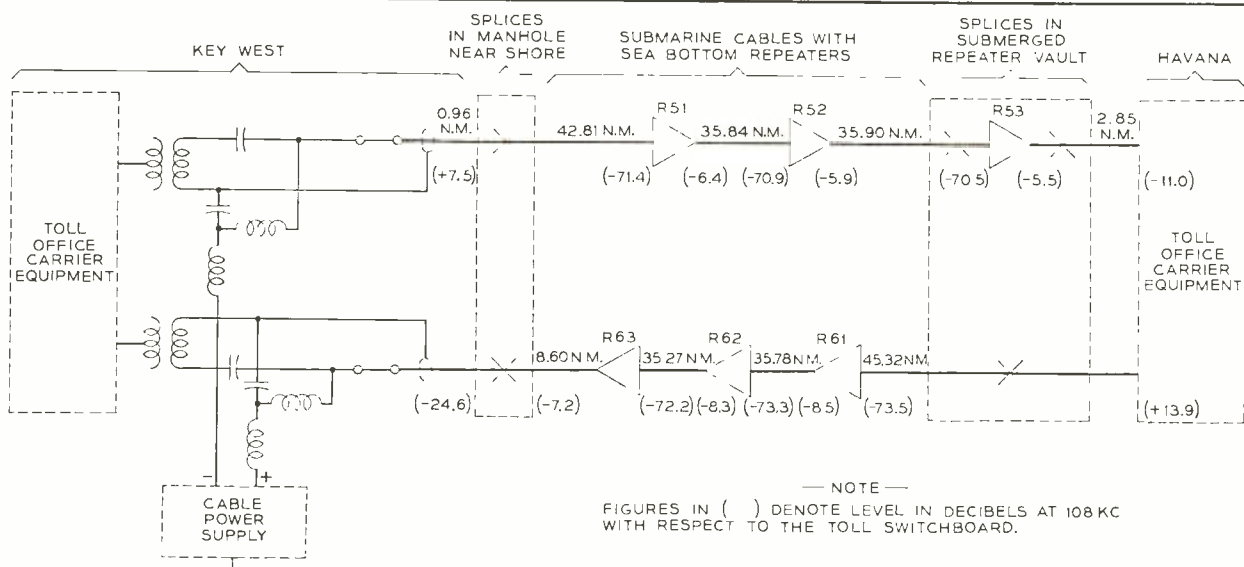 KEY WEST
SPLICES
IN MANHOLE
NEAR SHORE
SUBMARINE CABLES WITH
SEA BOTTOM REPEATERS
SPLICES IN
SUBMERGED
REPEATER VAULT
HAVANA
TOLL
OFFICE
CARRIER
EQUIPMENT
0.96
N.M.
(+7.5)
42.81 N.M.
R51
(-71.4)
(-6.4)
35.84 N.M.
R52
(-70.9)
(-5.9)
35.90 N.M.
R53
(-70.5)
(-5.5)
2.85
N.M.
(-11.0)
TOLL
OFFICE
CARRIER
EQUIPMENT
(-24.6)
(-7.2)
8.60 N.M.
R63
35.27 N.M.
R62
35.78 N.M.
R61
45.32 N.M.
(-72.2)
(-8.3)
(-73.3)
(-8.5)
(-73.5)
(+13.9)
- +
CABLE
POWER
SUPPLY
— NOTE —
FIGURES IN ( ) DENOTE LEVEL IN DECIBELS AT 108 KC
WITH RESPECT TO THE TOLL SWITCHBOARD.